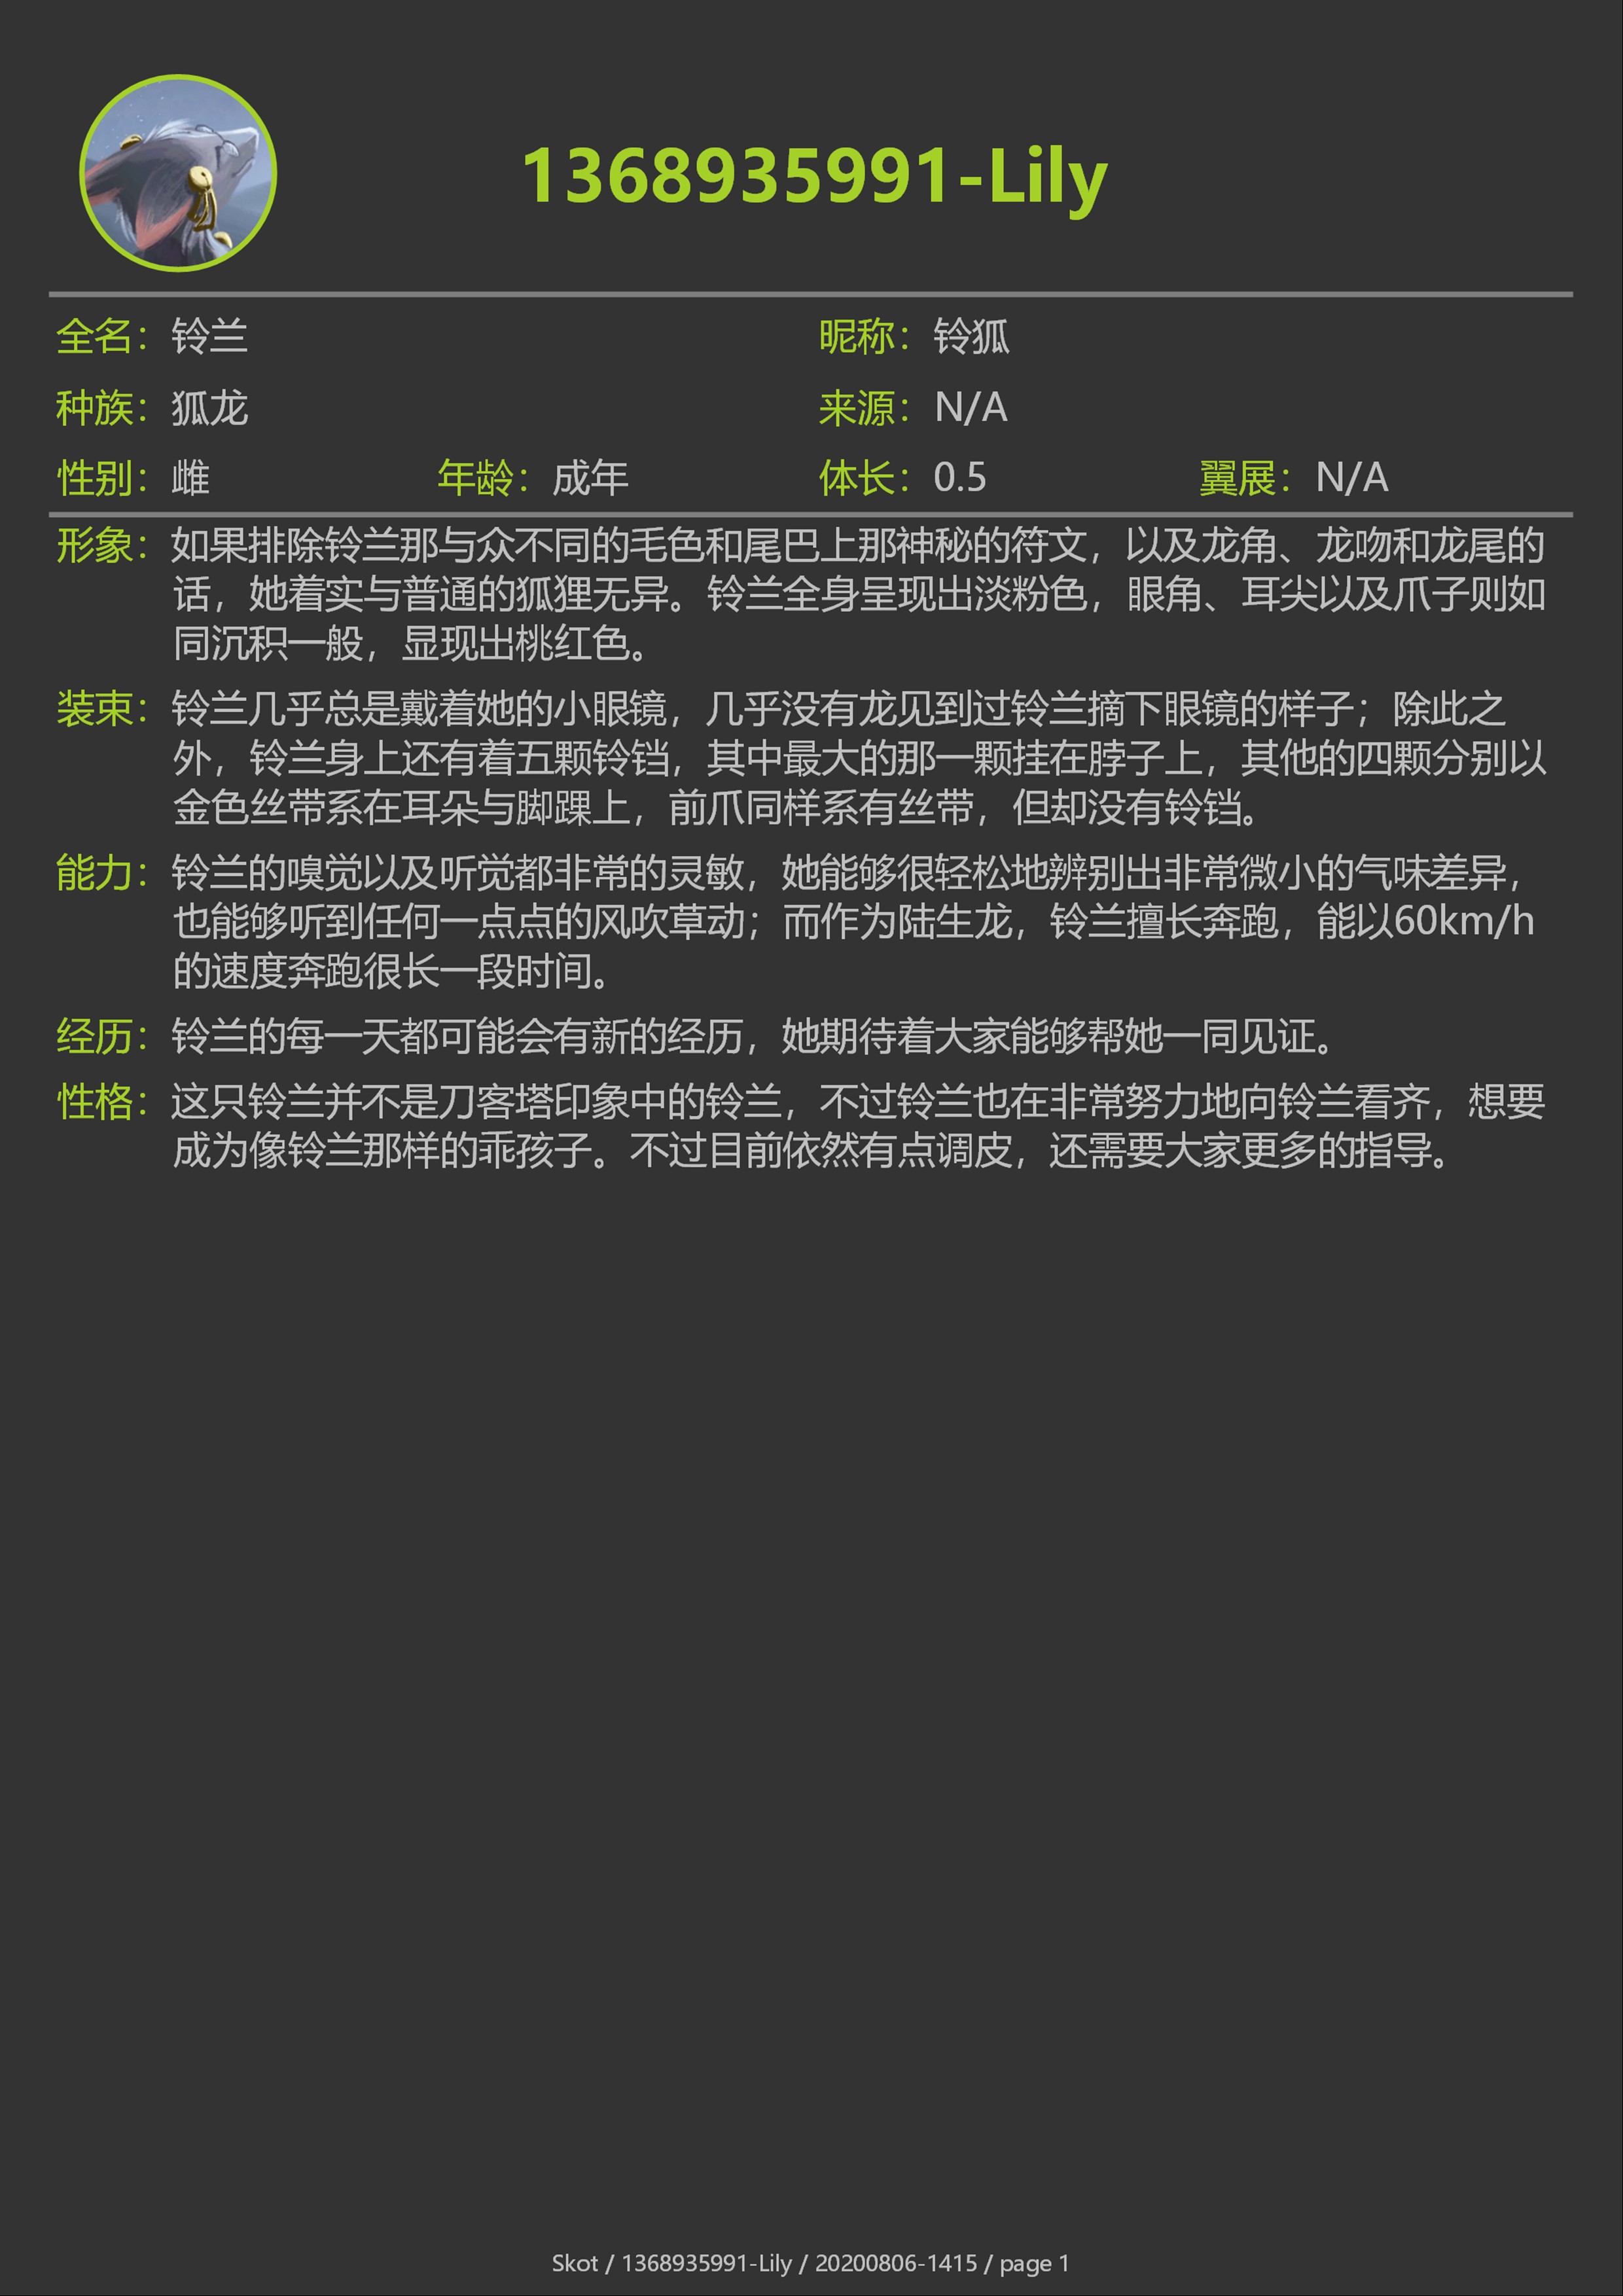 1368935991-Lily
全名：铃兰 昵称：铃狐
种族：狐龙 来源：N/A
性别：雌 年龄：成年 体长：0.5 翼展：N/A
形象：如果排除铃兰那与众不同的毛色和尾巴上那神秘的符文，以及龙角、龙吻和龙尾的
话，她着实与普通的狐狸无异。铃兰全身呈现出淡粉色，眼角、耳尖以及爪子则如
同沉积一般，显现出桃红色。
装束：铃兰几乎总是戴着她的小眼镜，几乎没有龙见到过铃兰摘下眼镜的样子；除此之
外，铃兰身上还有着五颗铃铛，其中最大的那一颗挂在脖子上，其他的四颗分别以
金色丝带系在耳朵与脚踝上，前爪同样系有丝带，但却没有铃铛。
能力：铃兰的嗅觉以及听觉都非常的灵敏，她能够很轻松地辨别出非常微小的气味差异，
也能够听到任何一点点的风吹草动；而作为陆生龙，铃兰擅长奔跑，能以60km/h
的速度奔跑很长一段时间。
经历：铃兰的每一天都可能会有新的经历，她期待着大家能够帮她一同见证。
性格：这只铃兰并不是刀客塔印象中的铃兰，不过铃兰也在非常努力地向铃兰看齐，想要
成为像铃兰那样的乖孩子。不过目前依然有点调皮，还需要大家更多的指导。
Skot / 1368935991-Lily / 20200806-1415 / page 1